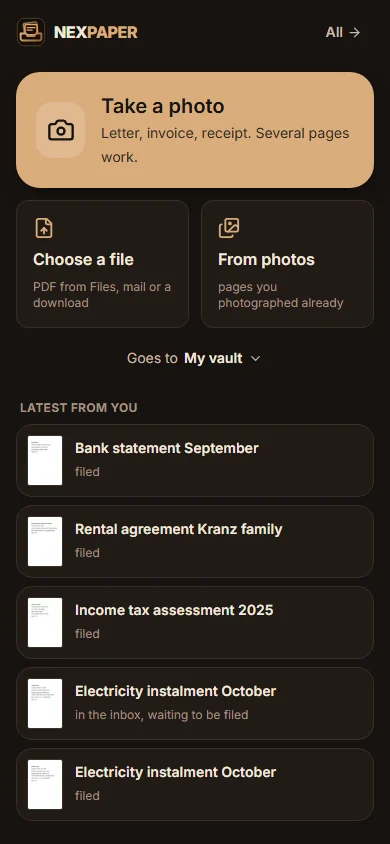 NEXPAPER
All →
Take a photo
Letter, invoice, receipt. Several pages
work.
Choose a file
PDF from Files, mail or a
download
From photos
pages you
photographed already
Goes to My vault
LATEST FROM YOU
Bank statement September
filed
Rental agreement Kranz family
filed
Income tax assessment 2025
filed
Electricity instalment October
in the inbox, waiting to be filed
Electricity instalment October
filed